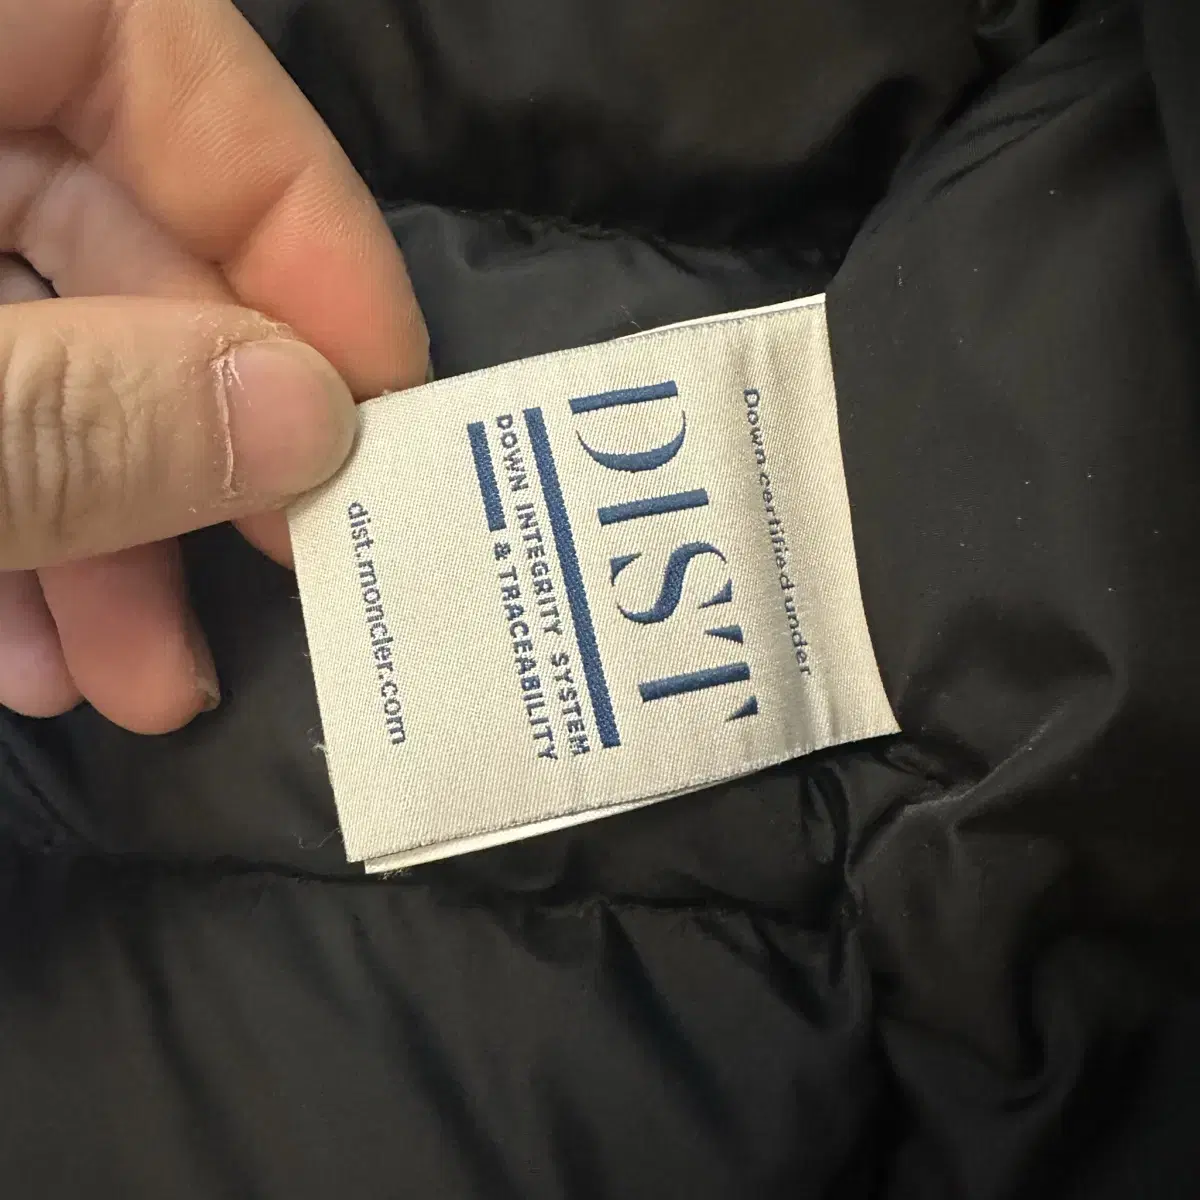 Down certified under
DIST
DOWN INTEGRITY SYSTEM
& TRACEABILITY
dist.moncler.com